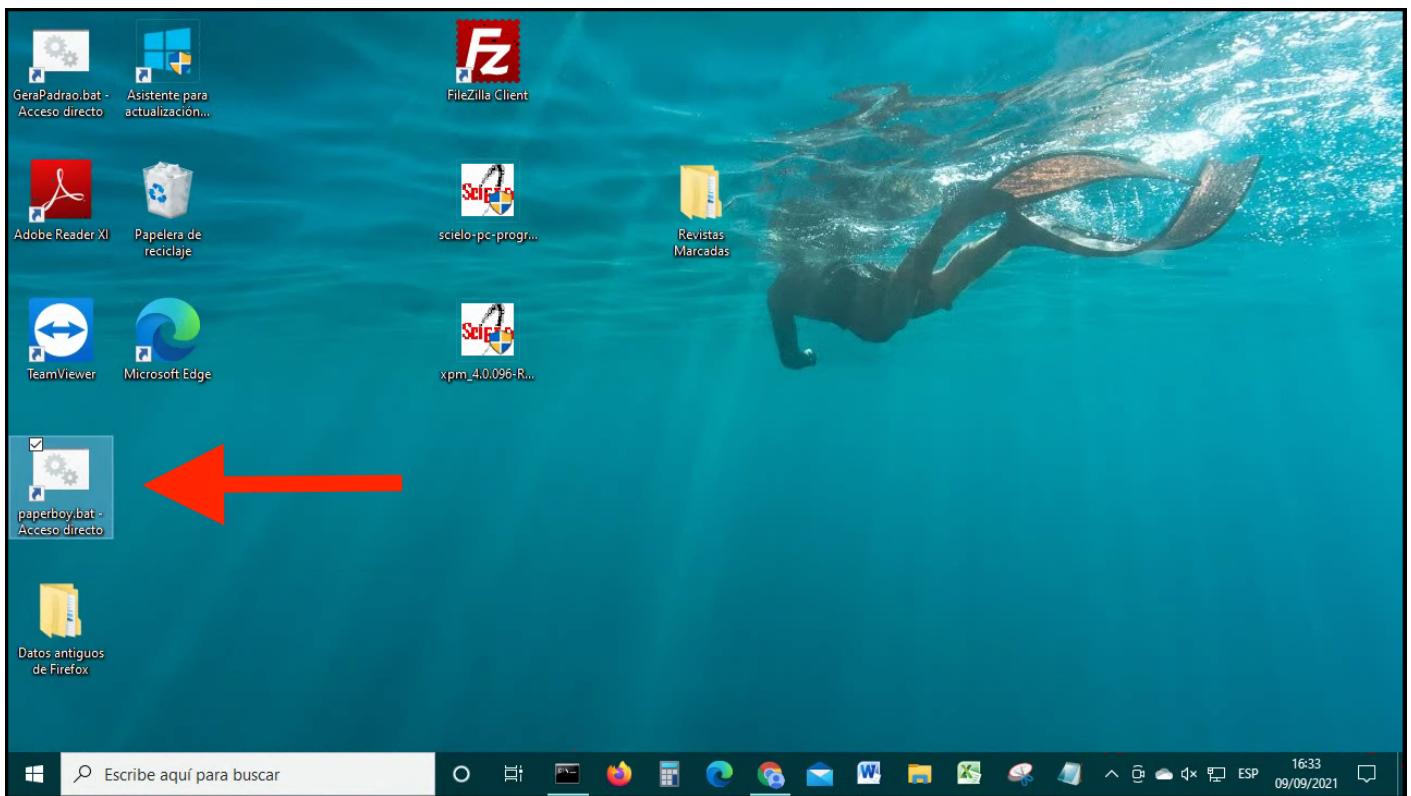 GeraPadrao.bat -
Acceso directo
Asistente para
actualización...
Fz
FileZilla Client
Adobe Reader XI
Papelera de
reciclaje
scielo-pc-progr...
Revistas
Marcadas
TeamViewer
Microsoft Edge
xpm_4.0.096-R...
paperboy.bat -
Acceso directo
Datos antiguos
de Firefox
Escribe aquí para buscar
ESP
16:33
09/09/2021